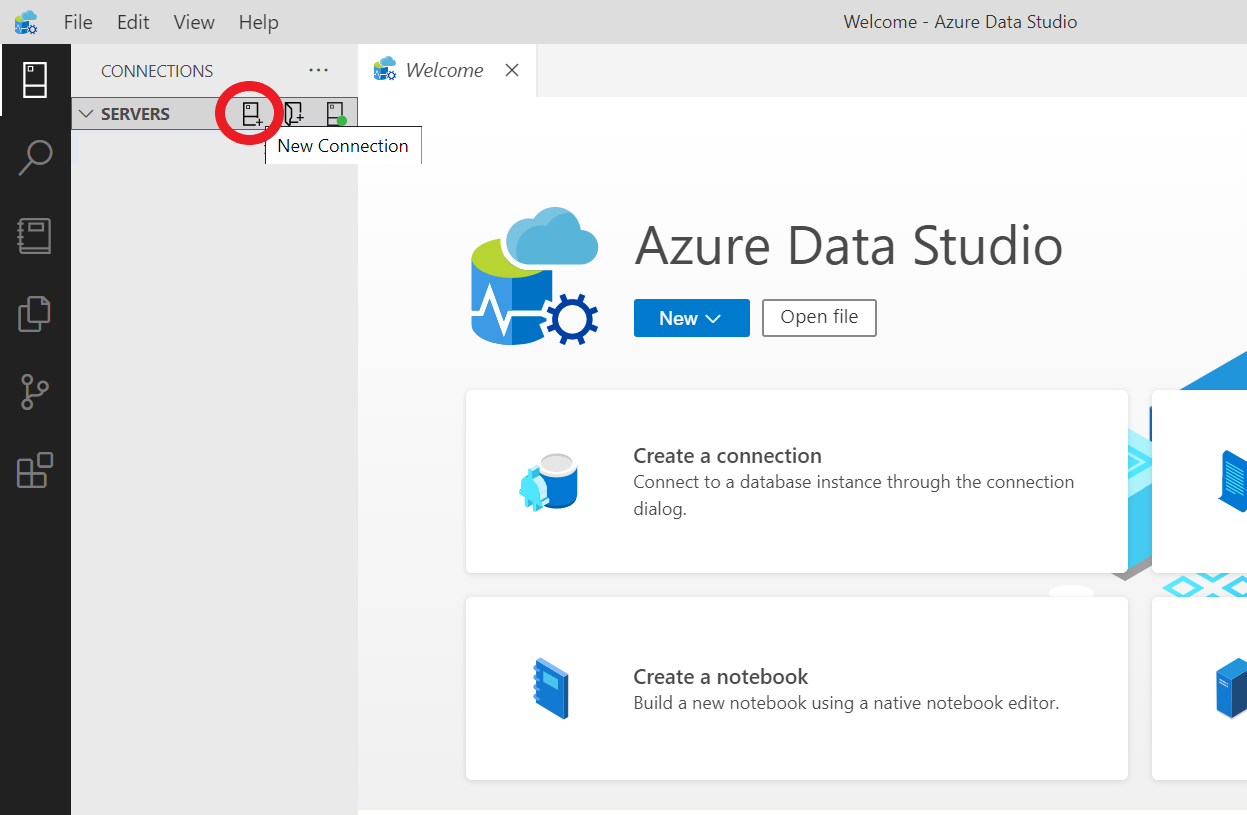 File Edit View Help
Welcome - Azure Data Studio
CONNECTIONS
Welcome
SERVERS
New Connection
Azure Data Studio
New
Open file
Create a connection
Connect to a database instance through the connection
dialog.
Create a notebook
Build a new notebook using a native notebook editor.